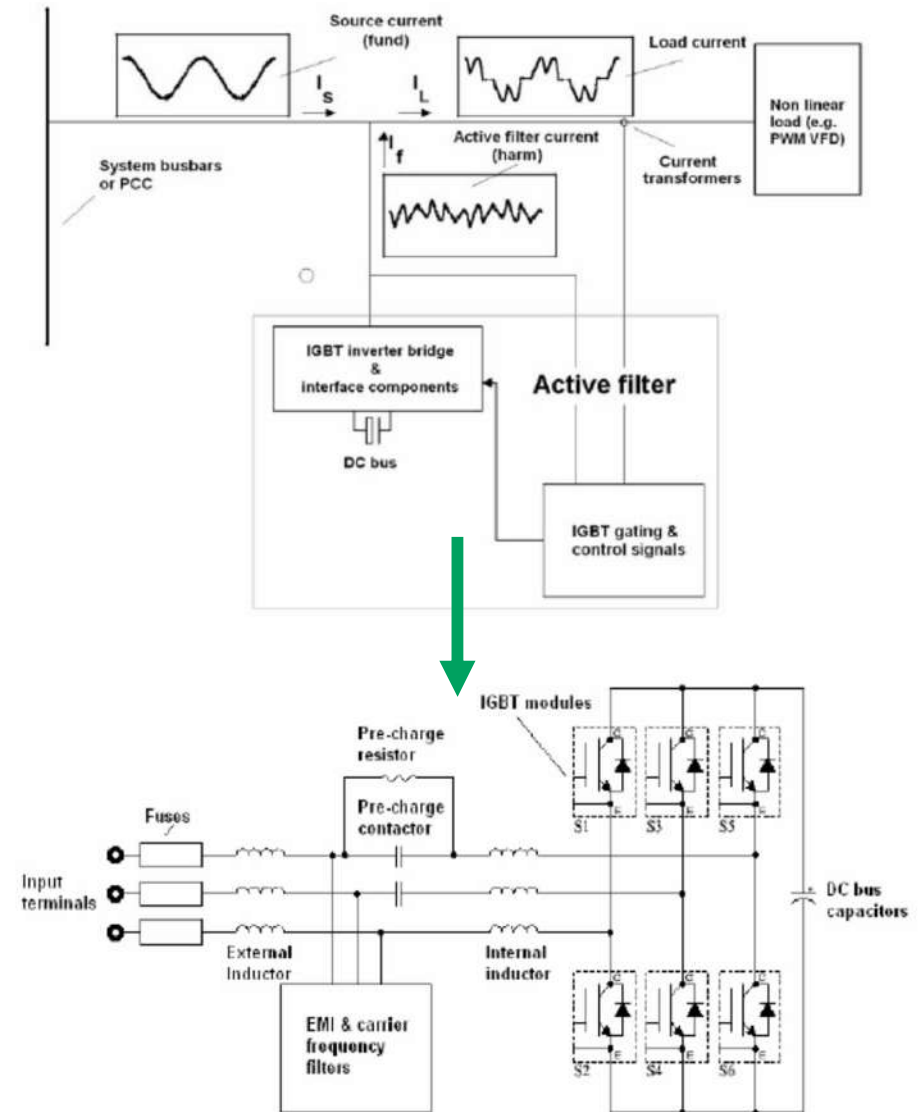 Source current
(fund)
Load current
I
S
I
L
Non linear
load (e.g.
PWM VFD)
I
f
Active filter current
(harm)
Current
transformers
System busbars
or PCC
IGBT inverter bridge
&
interface components
Active filter
DC bus
IGBT gating &
control signals
IGBT modules
Pre-charge
resistor
Pre-charge
contactor
Fuses
Input
terminals
External
Inductor
Internal
inductor
EMI & carrier
frequency
filters
C
C
C
E
E
E
S1
S3
S5
DC bus
capacitors
+
C
C
C
E
E
E
S2
S4
S6